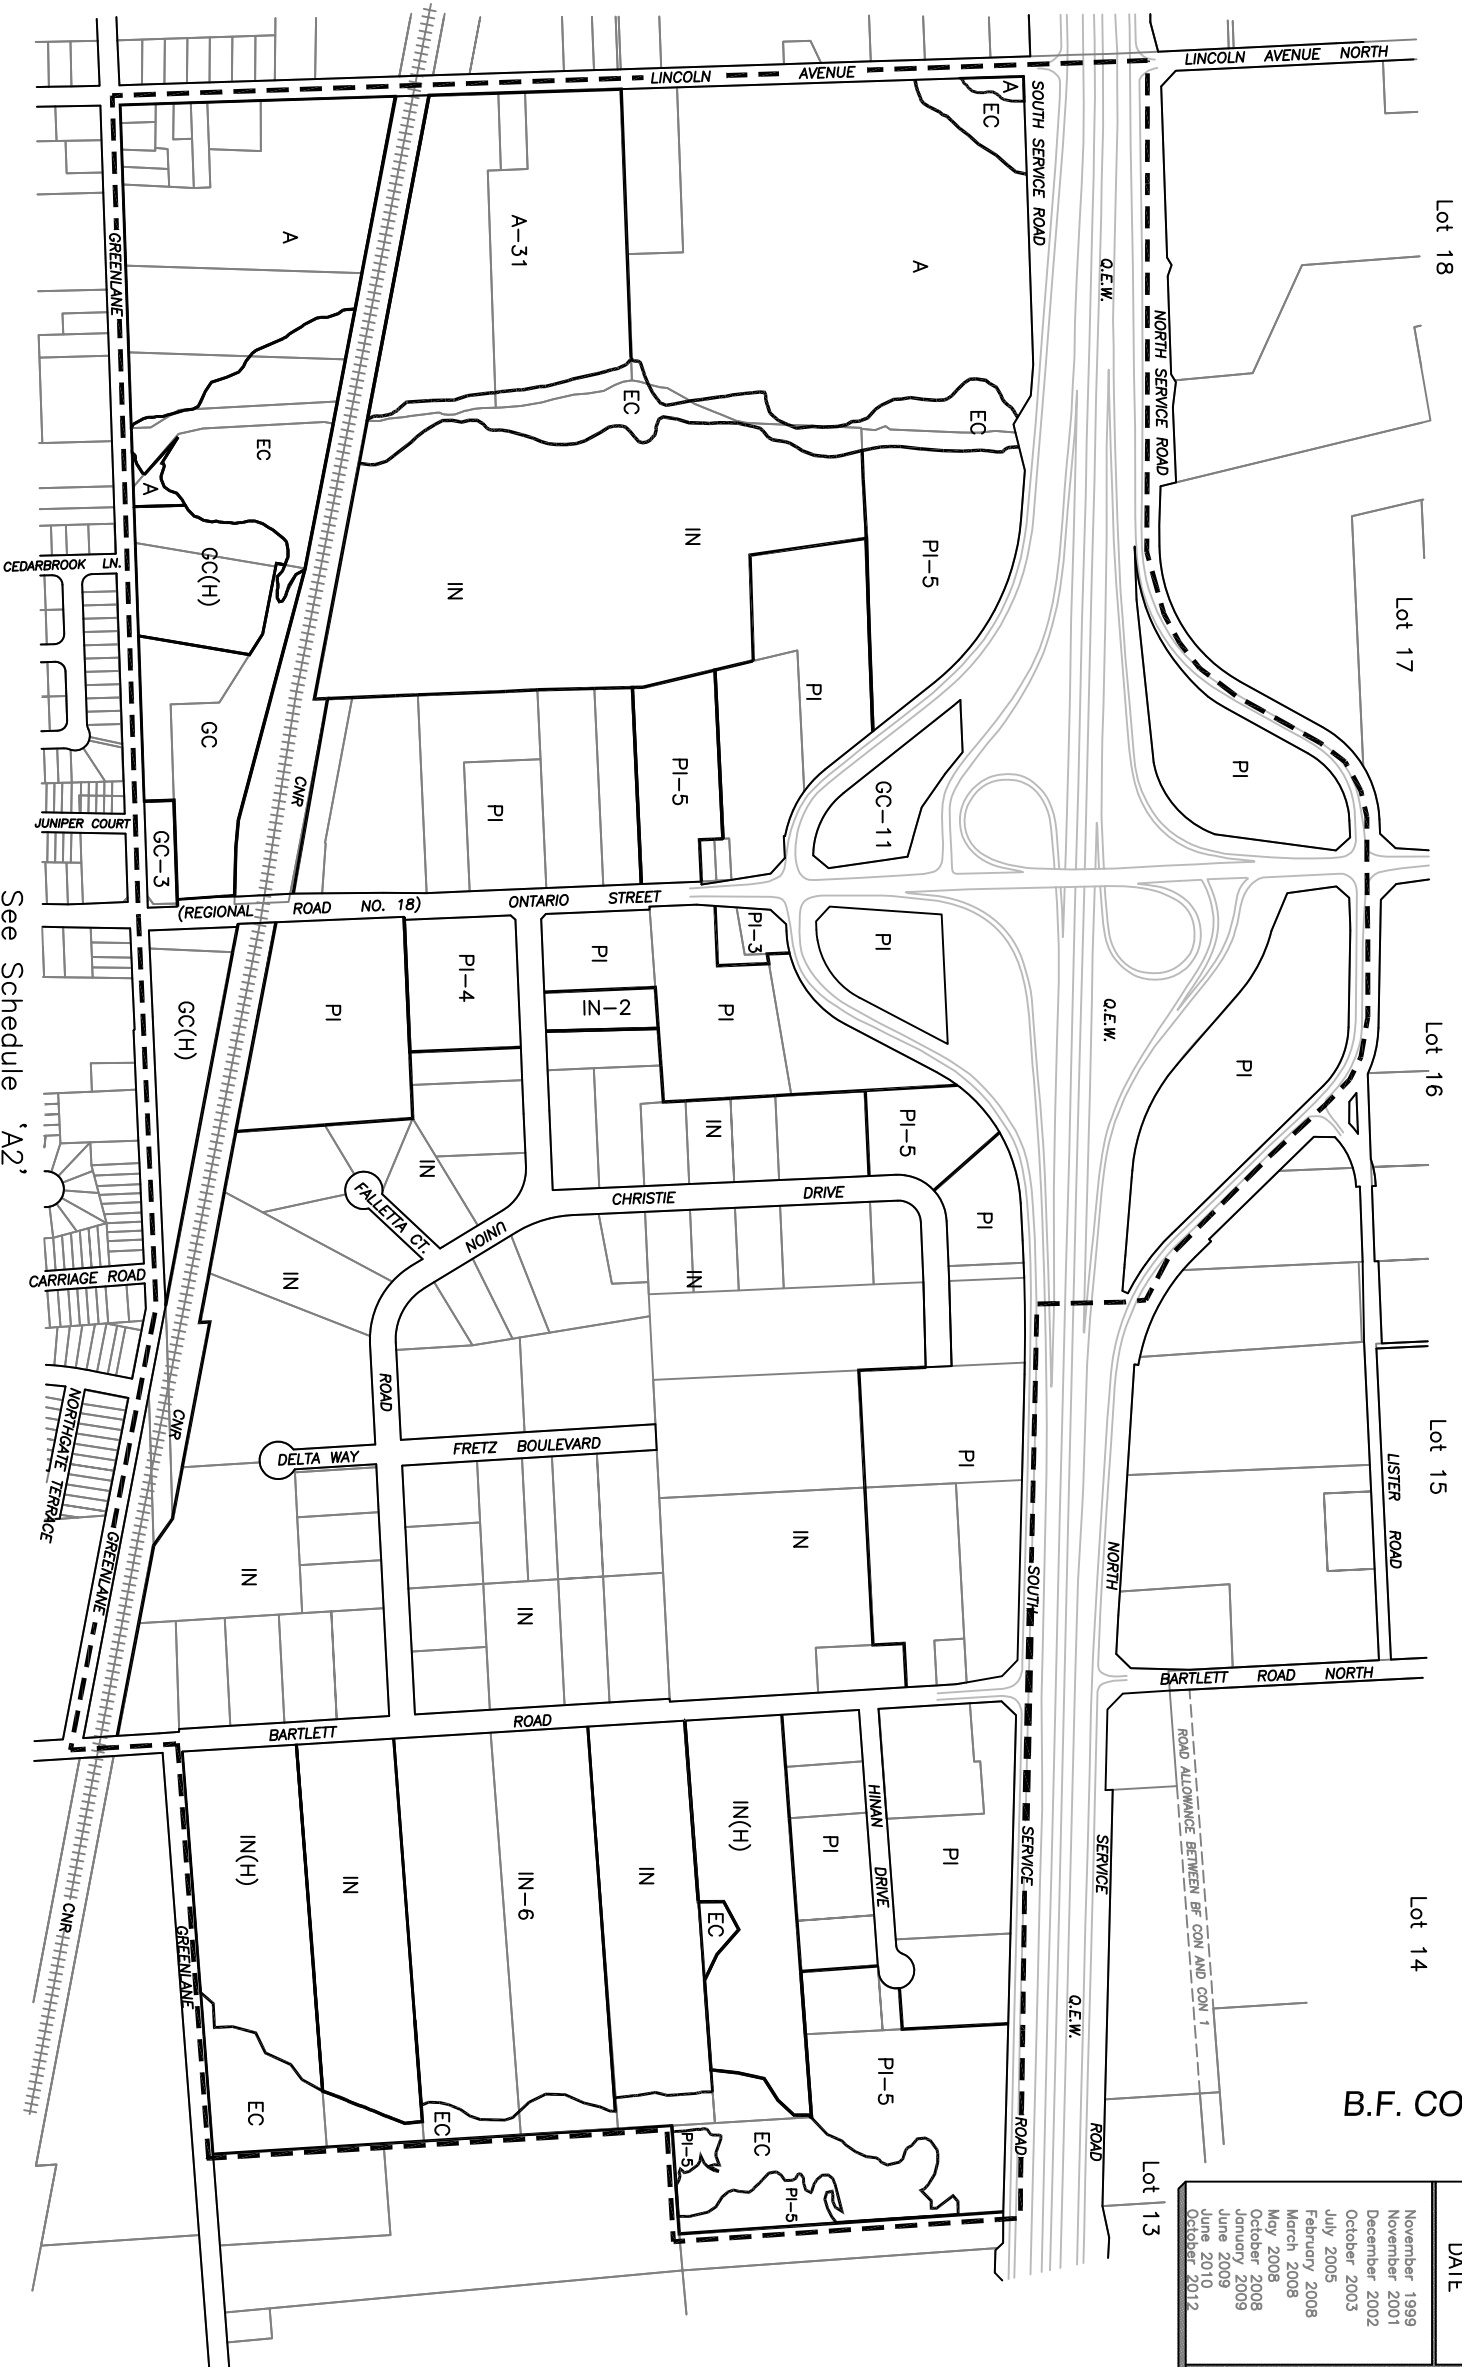 LINCOLN AVENUE
LINCOLN AVENUE NORTH
SOUTH SERVICE ROAD
Q.E.W.
NORTH SERVICE ROAD
Lot 18
A
EC
A
A-31
A
GREENLANE
EC
EC
EC
A
CEDARBROOK LN.
GC(H)
IN
IN
PI-5
Lot 17
GC
CNR
PI
PI-5
PI
GC-11
PI
JUNIPER COURT
GC-3
(REGIONAL ROAD NO. 18)
ONTARIO STREET
PI-3
PI
PI
PI-4
IN-2
PI
GC(H)
PI
Q.E.W.
PI
Lot 16
See Schedule 'A2'
IN
PI-5
IN
FALLETTA CT.
UNION
CHRISTIE DRIVE
PI
IN
IN
CARRIAGE ROAD
ROAD
CNR
NORTHGATE TERRACE
GREENLANE
DELTA WAY
FRETZ BOULEVARD
PI
IN
IN
IN
SOUTH
NORTH
Lot 15
LISTER ROAD
BARTLETT ROAD NORTH
BARTLETT ROAD
ROAD ALLOWANCE BETWEEN BF CON AND CON 1
HINAN DRIVE
IN(H)
IN
IN-6
IN
IN(H)
EC
PI
PI
SERVICE
SERVICE
Lot 14
CNR
GREENLANE
Q.E.W.
EC
EC
PI-5
EC
PI-5
PI-5
ROAD
ROAD
Lot 13
B.F. CO
DATE
November 1999
November 2001
December 2002
October 2003
July 2005
February 2008
March 2008
May 2008
October 2008
January 2009
June 2009
June 2010
October 2012